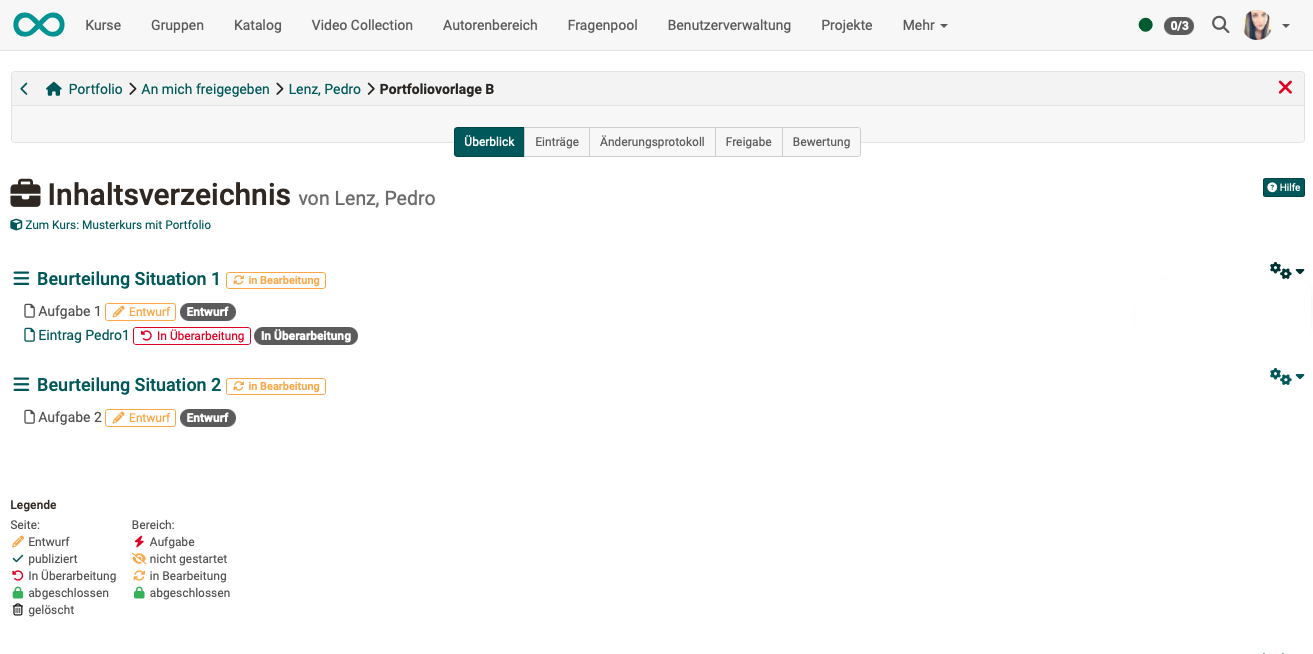 Kurse Gruppen Katalog Video Collection Autorenbereich Fragenpool Benutzerverwaltung Projekte Mehr 0/3
Portfolio An mich freigegeben Lenz, Pedro Portfoliovorlage B
Überblick Einträge Änderungsprotokoll Freigabe Bewertung
Inhaltsverzeichnis von Lenz, Pedro Hilfe
Zum Kurs: Musterkurs mit Portfolio
Beurteilung Situation 1 in Bearbeitung
Aufgabe 1 Entwurf Entwurf
Eintrag Pedro1 In Überarbeitung In Überarbeitung
Beurteilung Situation 2 in Bearbeitung
Aufgabe 2 Entwurf Entwurf
Legende
Seite: Bereich:
Entwurf Aufgabe
publiziert nicht gestartet
In Überarbeitung in Bearbeitung
abgeschlossen abgeschlossen
gelöscht